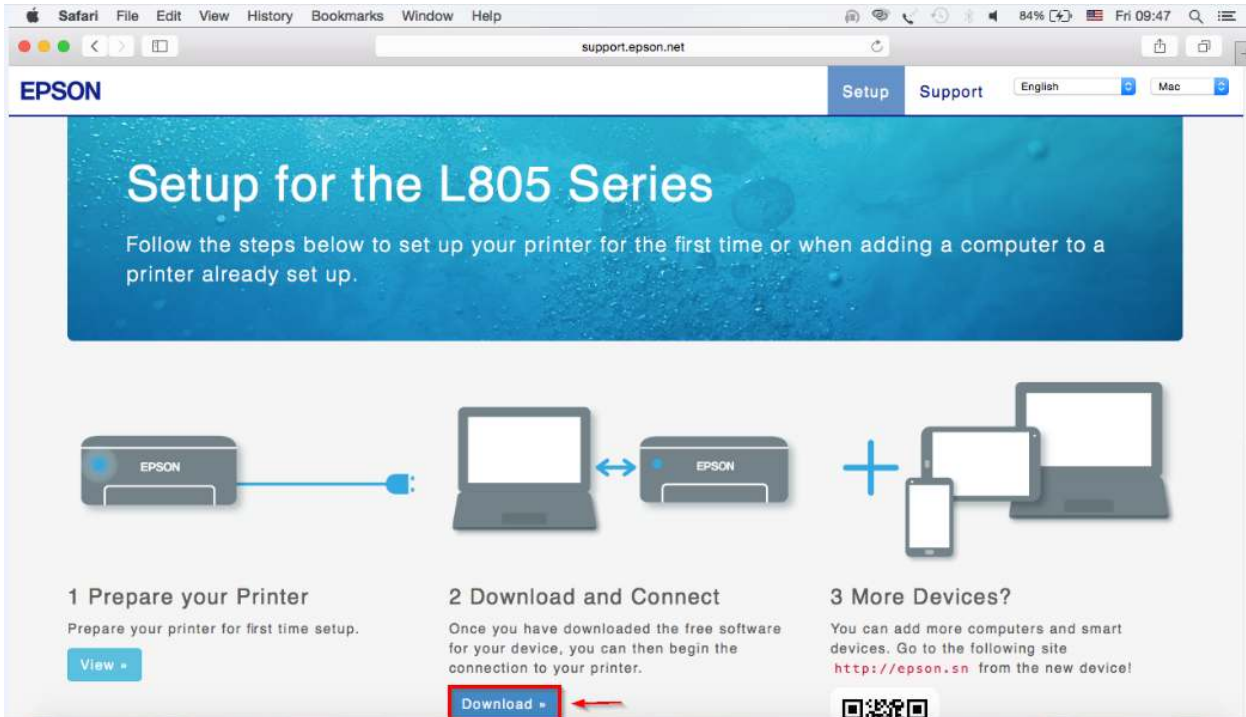 Safari File Edit View History Bookmarks Window Help 84% Fri 09:47
support.epson.net
EPSON Setup Support English Mac
Setup for the L805 Series
Follow the steps below to set up your printer for the first time or when adding a computer to a
printer already set up.
EPSON
EPSON
1 Prepare your Printer
Prepare your printer for first time setup.
View »
2 Download and Connect
Once you have downloaded the free software
for your device, you can then begin the
connection to your printer.
Download »
3 More Devices?
You can add more computers and smart
devices. Go to the following site
http://epson.sn from the new device!